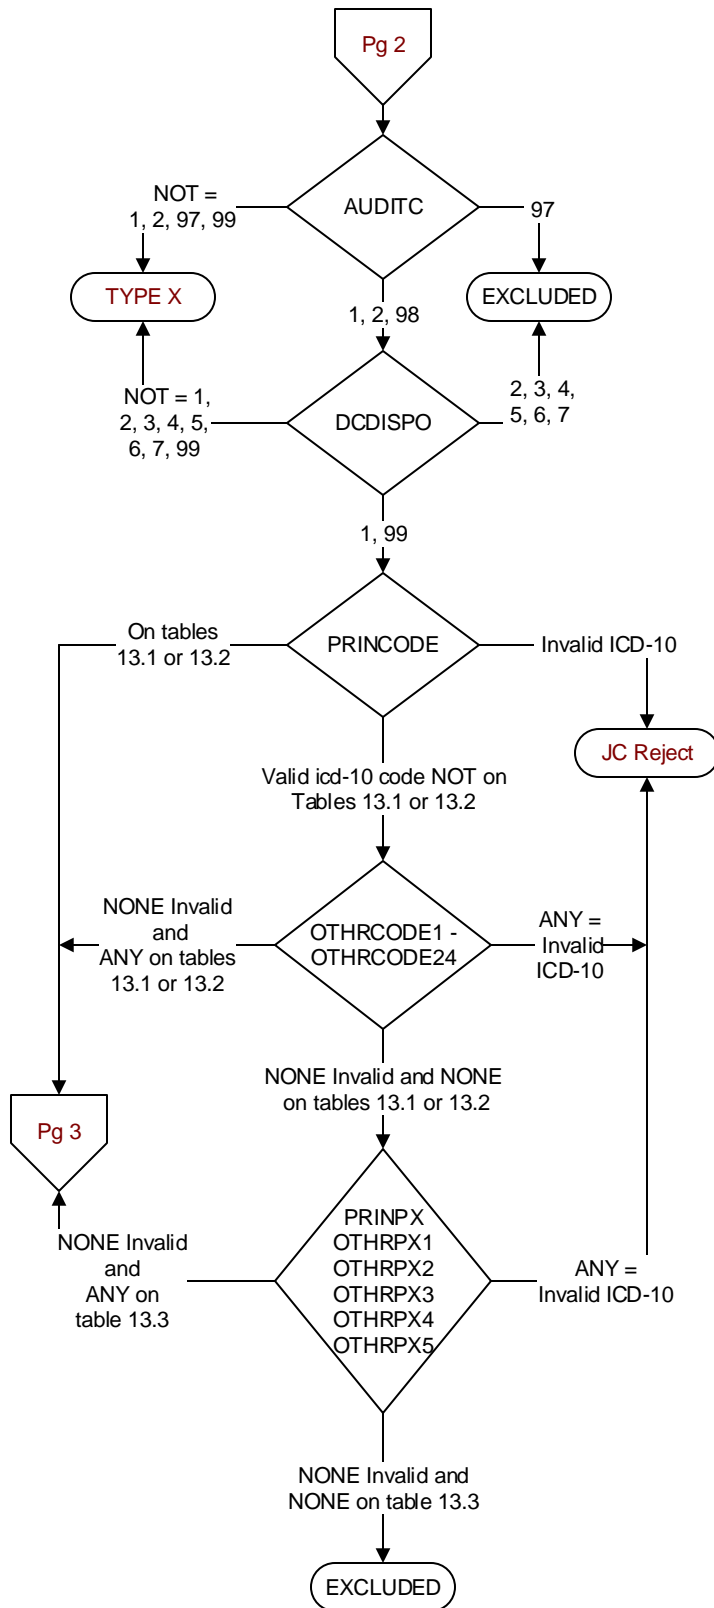 Pg 2
AUDITC
NOT =
1, 2, 97, 99
97
TYPE X
EXCLUDED
1, 2, 98
NOT = 1,
2, 3, 4, 5,
6, 7, 99
DCDISPO
2, 3, 4,
5, 6, 7
1, 99
On tables
13.1 or 13.2
PRINCODE
Invalid ICD-10
JC Reject
Valid icd-10 code NOT on
Tables 13.1 or 13.2
NONE Invalid
and
ANY on tables
13.1 or 13.2
OTHRCODE1 -
OTHRCODE24
ANY =
Invalid
ICD-10
NONE Invalid and NONE
on tables 13.1 or 13.2
Pg 3
NONE Invalid
and
ANY on
table 13.3
PRINPX
OTHRPX1
OTHRPX2
OTHRPX3
OTHRPX4
OTHRPX5
ANY =
Invalid ICD-10
NONE Invalid and
NONE on table 13.3
EXCLUDED